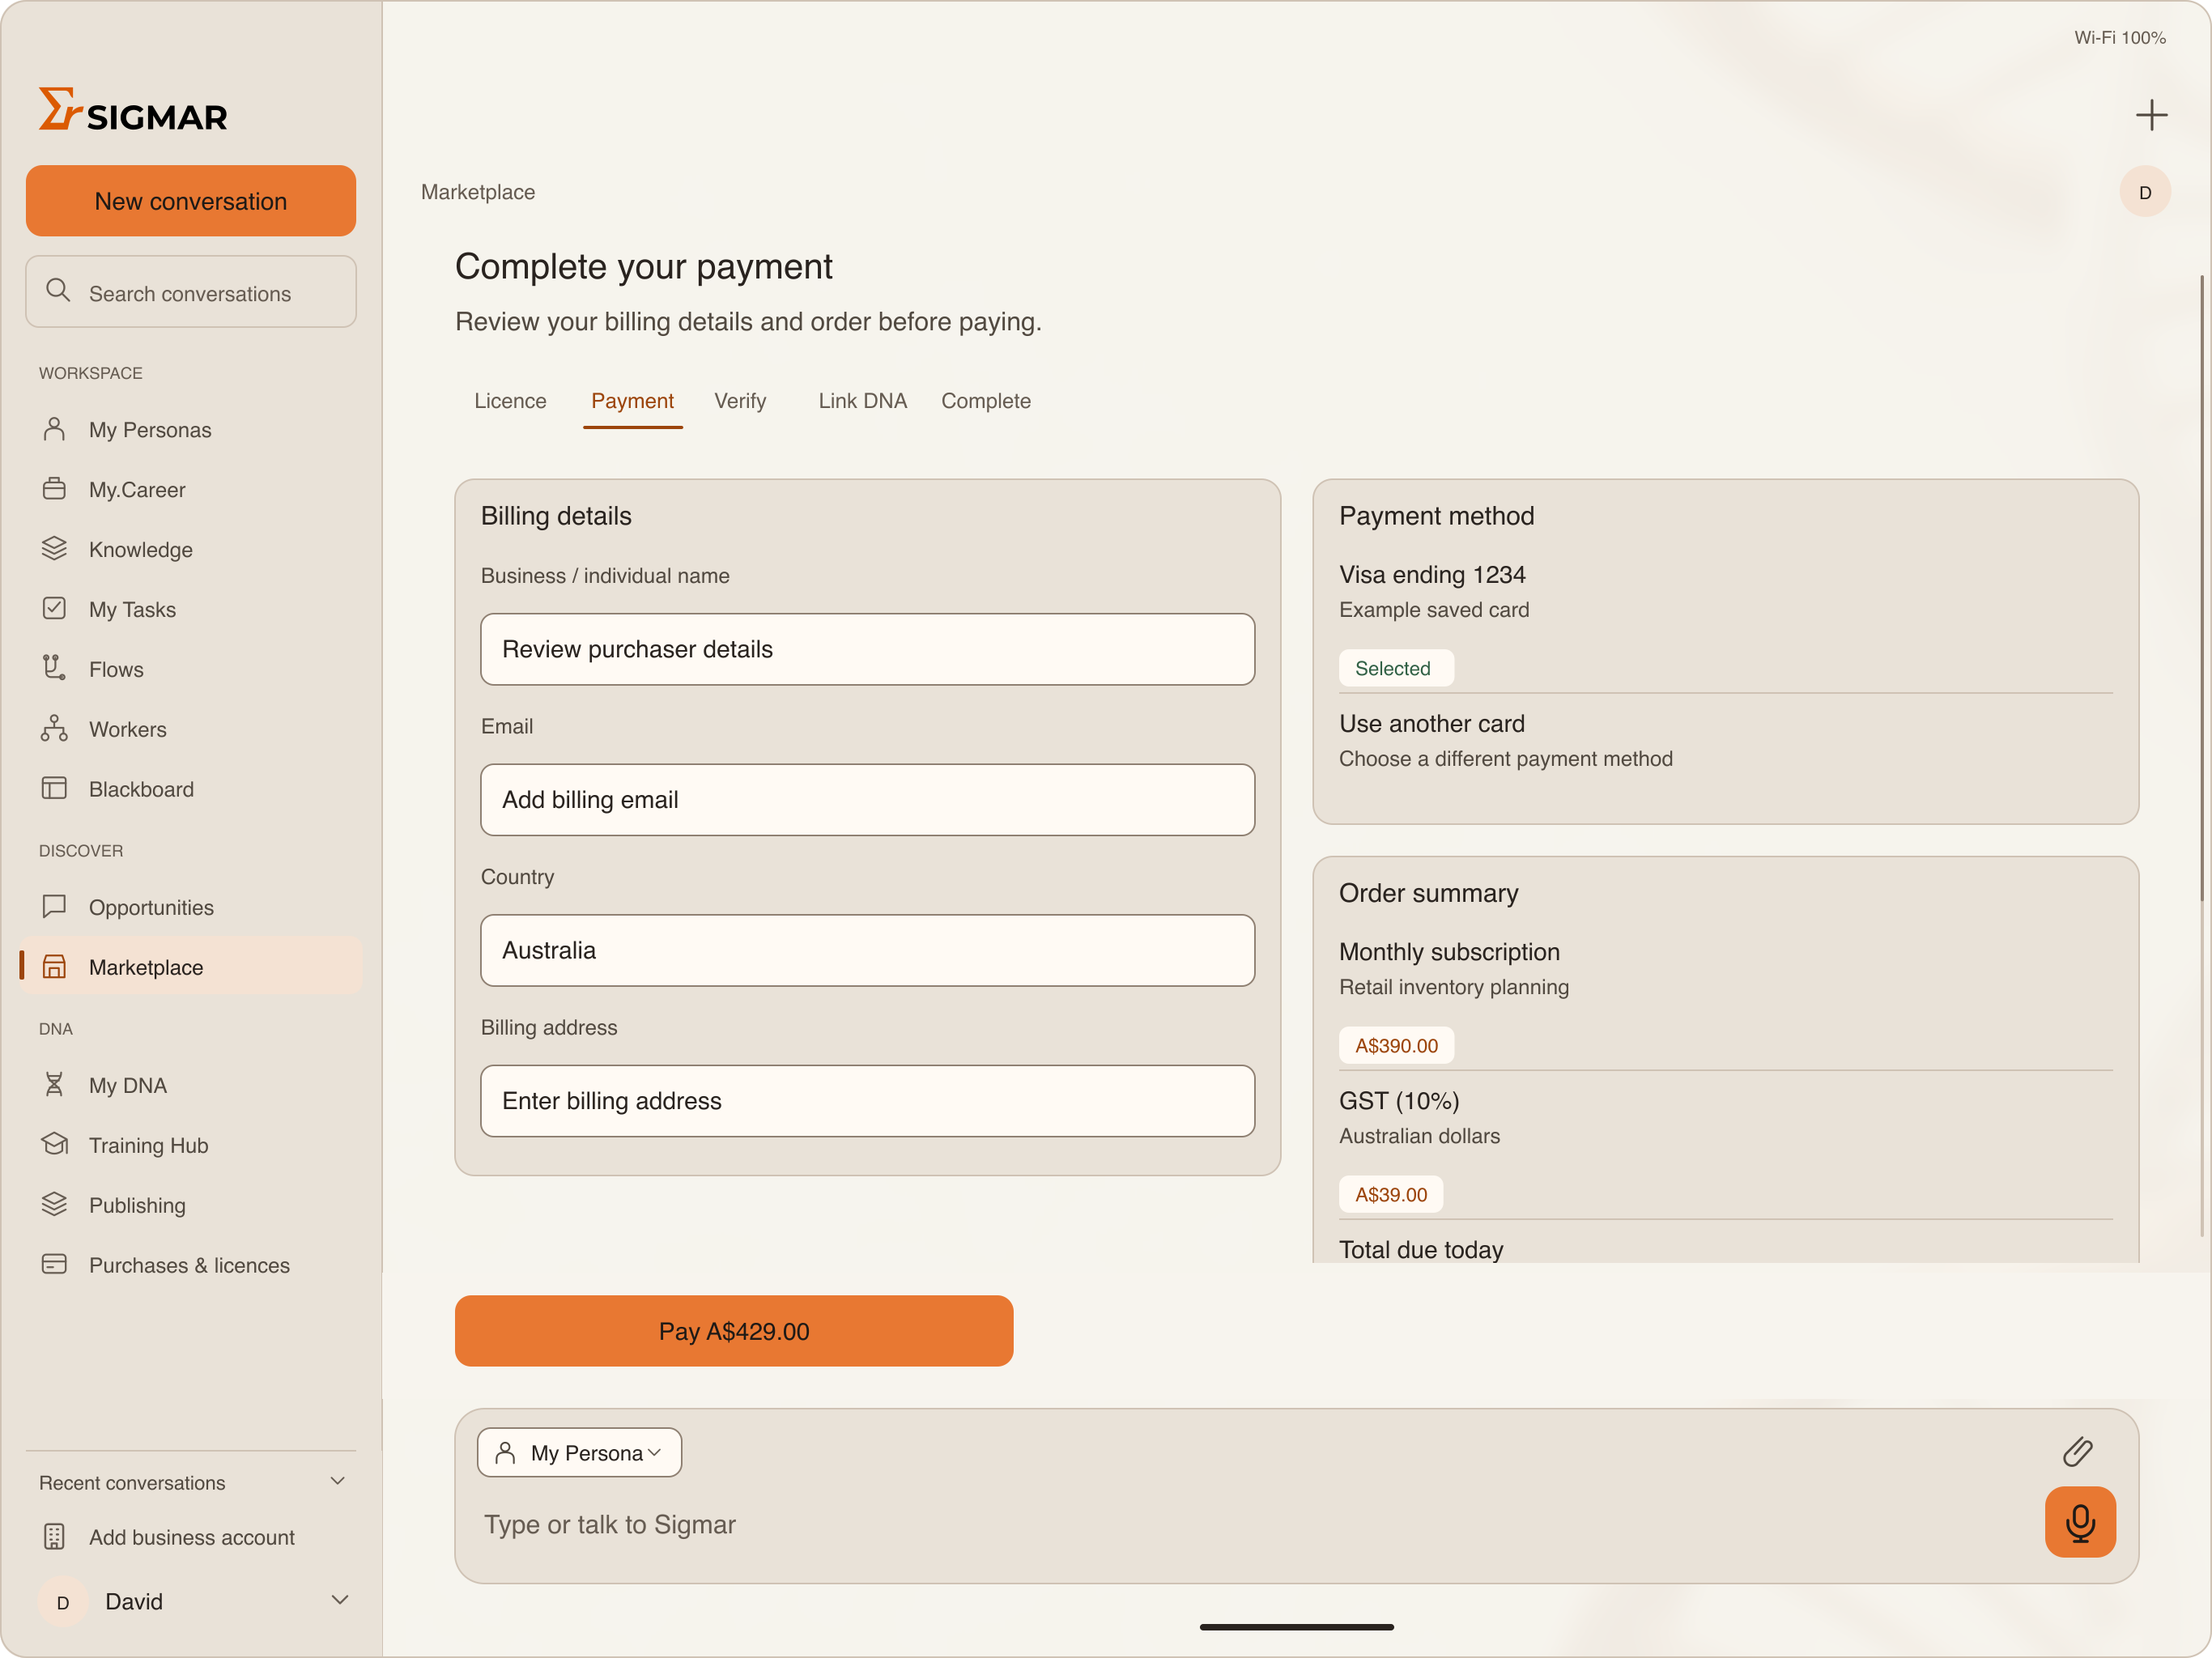 Wi-Fi 100%
Σr SIGMAR
New conversation
Search conversations
WORKSPACE
My Personas
My.Career
Knowledge
My Tasks
Flows
Workers
Blackboard
DISCOVER
Opportunities
Marketplace
DNA
My DNA
Training Hub
Publishing
Purchases & licences
Recent conversations
Add business account
D
David
Marketplace
D
Complete your payment
Review your billing details and order before paying.
Licence
Payment
Verify
Link DNA
Complete
Billing details
Business / individual name
Review purchaser details
Email
Add billing email
Country
Australia
Billing address
Enter billing address
Payment method
Visa ending 1234
Example saved card
Selected
Use another card
Choose a different payment method
Order summary
Monthly subscription
Retail inventory planning
A$390.00
GST (10%)
Australian dollars
A$39.00
Total due today
Pay A$429.00
My Persona
Type or talk to Sigmar